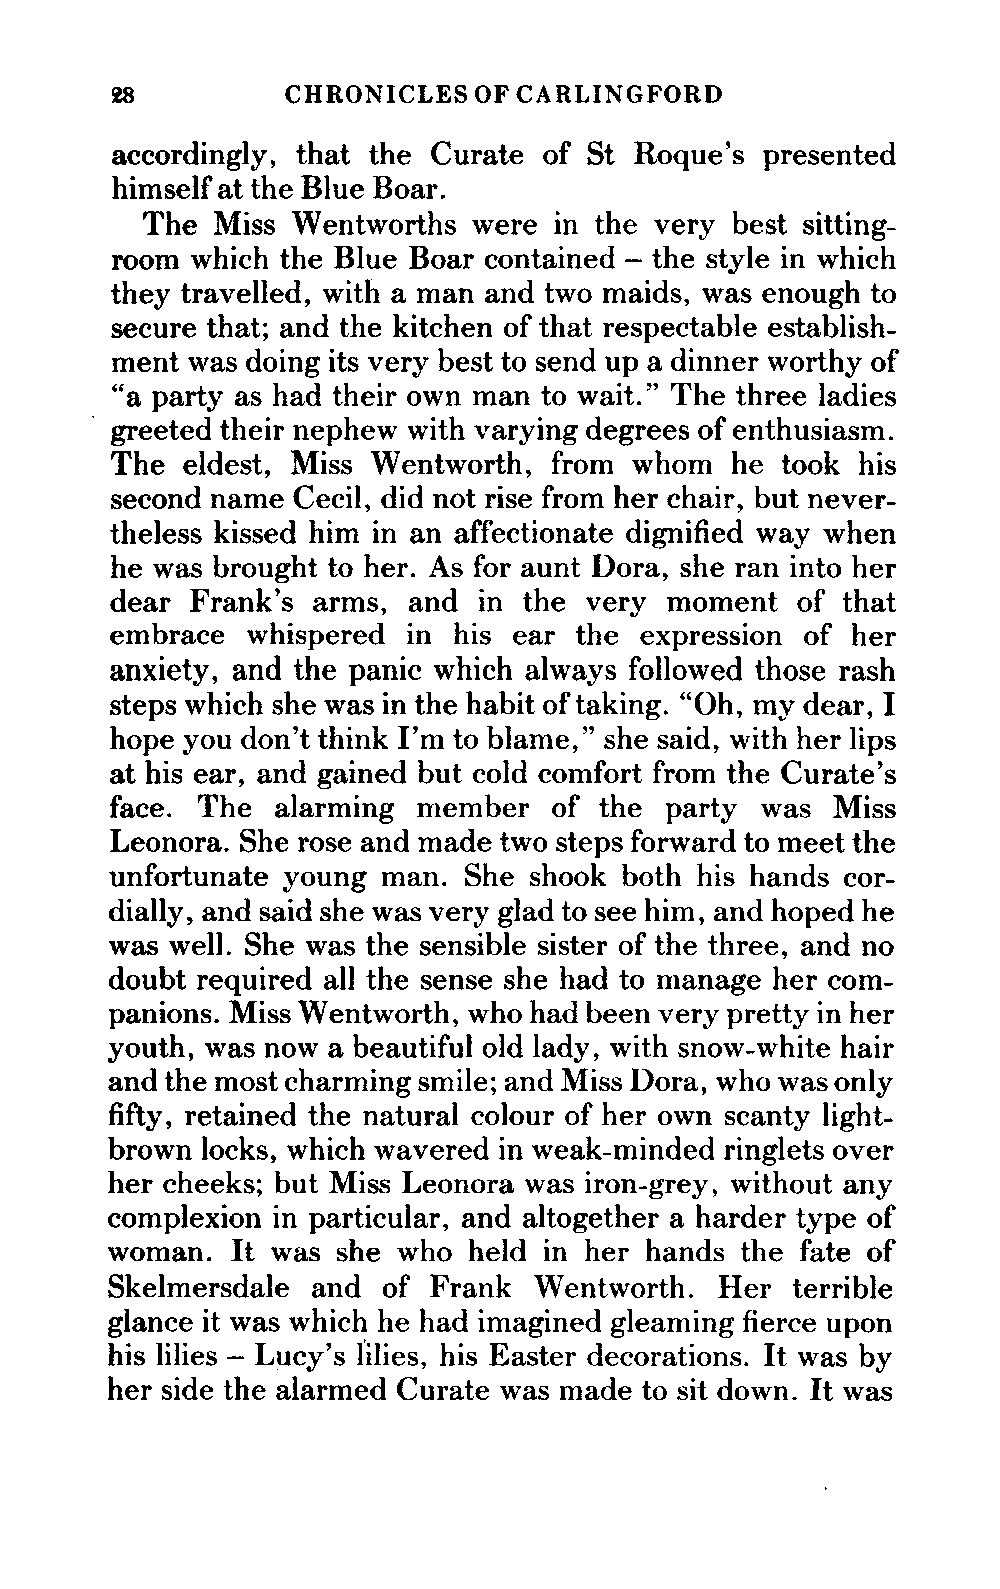 28 CHRONICLES OF CARLINGFORD
accordingly, that the Curate of St Roque's presented
himself at the Blue Boar.
The Miss Wentworths were in the very best sitting-
room which the Blue Boar contained – the style in which
they travelled, with a man and two maids, was enough to
secure that; and the kitchen of that respectable establish-
ment was doing its very best to send up a dinner worthy of
“a party as had their own man to wait.” The three ladies
greeted their nephew with varying degrees of enthusiasm.
The eldest, Miss Wentworth, from whom he took his
second name Cecil, did not rise from her chair, but never-
theless kissed him in an affectionate dignified way when
he was brought to her. As for aunt Dora, she ran into her
dear Frank's arms, and in the very moment of that
embrace whispered in his ear the expression of her
anxiety, and the panic which always followed those rash
steps which she was in the habit of taking. “Oh, my dear, I
hope you don't think I'm to blame,” she said, with her lips
at his ear, and gained but cold comfort from the Curate's
face. The alarming member of the party was Miss
Leonora. She rose and made two steps forward to meet the
unfortunate young man. She shook both his hands cor-
dially, and said she was very glad to see him, and hoped he
was well. She was the sensible sister of the three, and no
doubt required all the sense she had to manage her com-
panions. Miss Wentworth, who had been very pretty in her
youth, was now a beautiful old lady, with snow-white hair
and the most charming smile; and Miss Dora, who was only
fifty, retained the natural colour of her own scanty light-
brown locks, which wavered in weak-minded ringlets over
her cheeks; but Miss Leonora was iron-grey, without any
complexion in particular, and altogether a harder type of
woman. It was she who held in her hands the fate of
Skelmersdale and of Frank Wentworth. Her terrible
glance it was which he had imagined gleaming fierce upon
his lilies – Lucy's lilies, his Easter decorations. It was by
her side the alarmed Curate was made to sit down. It was